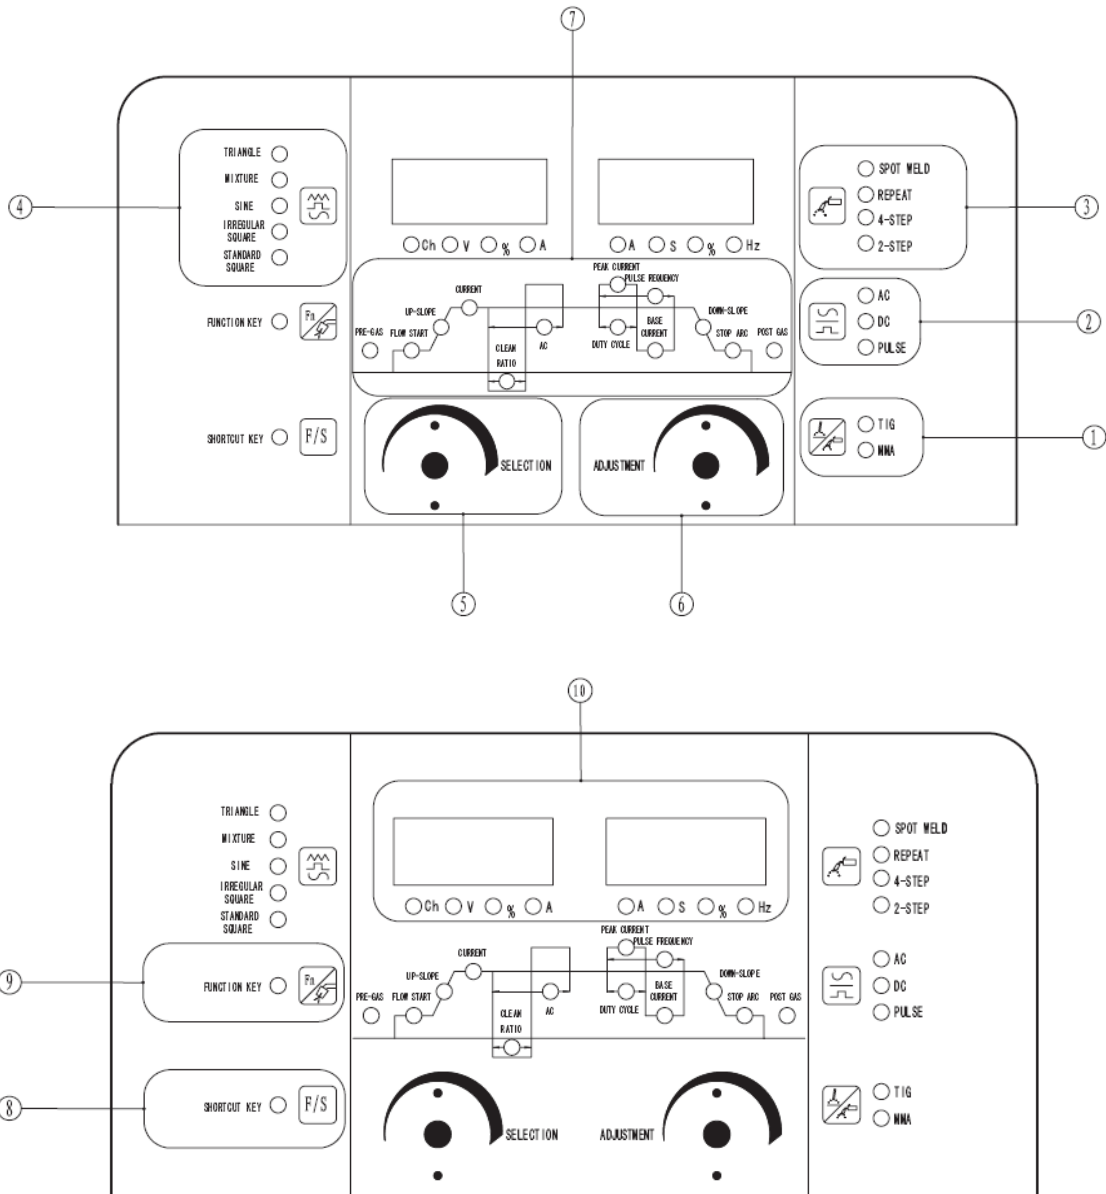 7
TRIANGLE
MIXTURE
SINE
IRREGULAR
SQUARE
STANDARD
SQUARE
4
SPOT WELD
REPEAT
4-STEP
2-STEP
3
Ch V % A
A S % Hz
PEAK CURRENT
PULSE REQUENCY
CURRENT
UP-SLOPE
DOWN-SLOPE
FUNCTION KEY
Fn
PRE-GAS
FLOW START
CLEAN
RATIO
AC
DUTY CYCLE
BASE
CURRENT
STOP ARC
POST GAS
AC
DC
PULSE
2
SHORTCUT KEY
F/S
SELECTION
ADJUSTMENT
TIG
MMA
1
5
6
10
TRIANGLE
MIXTURE
SINE
IRREGULAR
SQUARE
STANDARD
SQUARE
SPOT WELD
REPEAT
4-STEP
2-STEP
Ch V % A
A S % Hz
PEAK CURRENT
PULSE FREQUENCY
CURRENT
UP-SLOPE
DOWN-SLOPE
9
FUNCTION KEY
Fn
PRE-GAS
FLOW START
CLEAN
RATIO
AC
DUTY CYCLE
BASE
CURRENT
STOP ARC
POST GAS
AC
DC
PULSE
8
SHORTCUT KEY
F/S
SELECTION
ADJUSTMENT
TIG
MMA